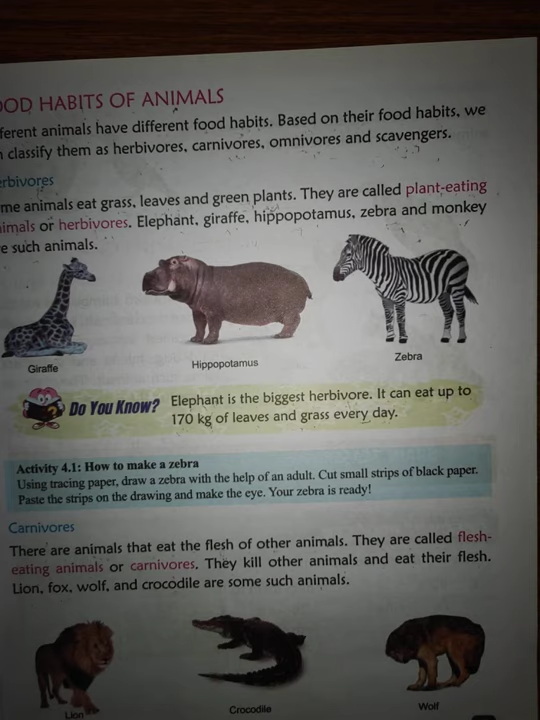 OOD HABITS OF ANIMALS
fferent animals have different food habits. Based on their food habits, we
n classify them as herbivores, carnivores, omnivores and scavengers.
erbivores
me animals eat grass, leaves and green plants. They are called plant-eating
nimals or herbivores. Elephant, giraffe, hippopotamus, zebra and monkey
re such animals.
Giraffe
Hippopotamus
Zebra
Do You Know?
Elephant is the biggest herbivore. It can eat up to
170 kg of leaves and grass every day.
Activity 4.1: How to make a zebra
Using tracing paper, draw a zebra with the help of an adult. Cut small strips of black paper.
Paste the strips on the drawing and make the eye. Your zebra is ready!
Carnivores
There are animals that eat the flesh of other animals. They are called flesh-
eating animals or carnivores. They kill other animals and eat their flesh.
Lion, fox, wolf, and crocodile are some such animals.
Lion
Crocodile
Wolf